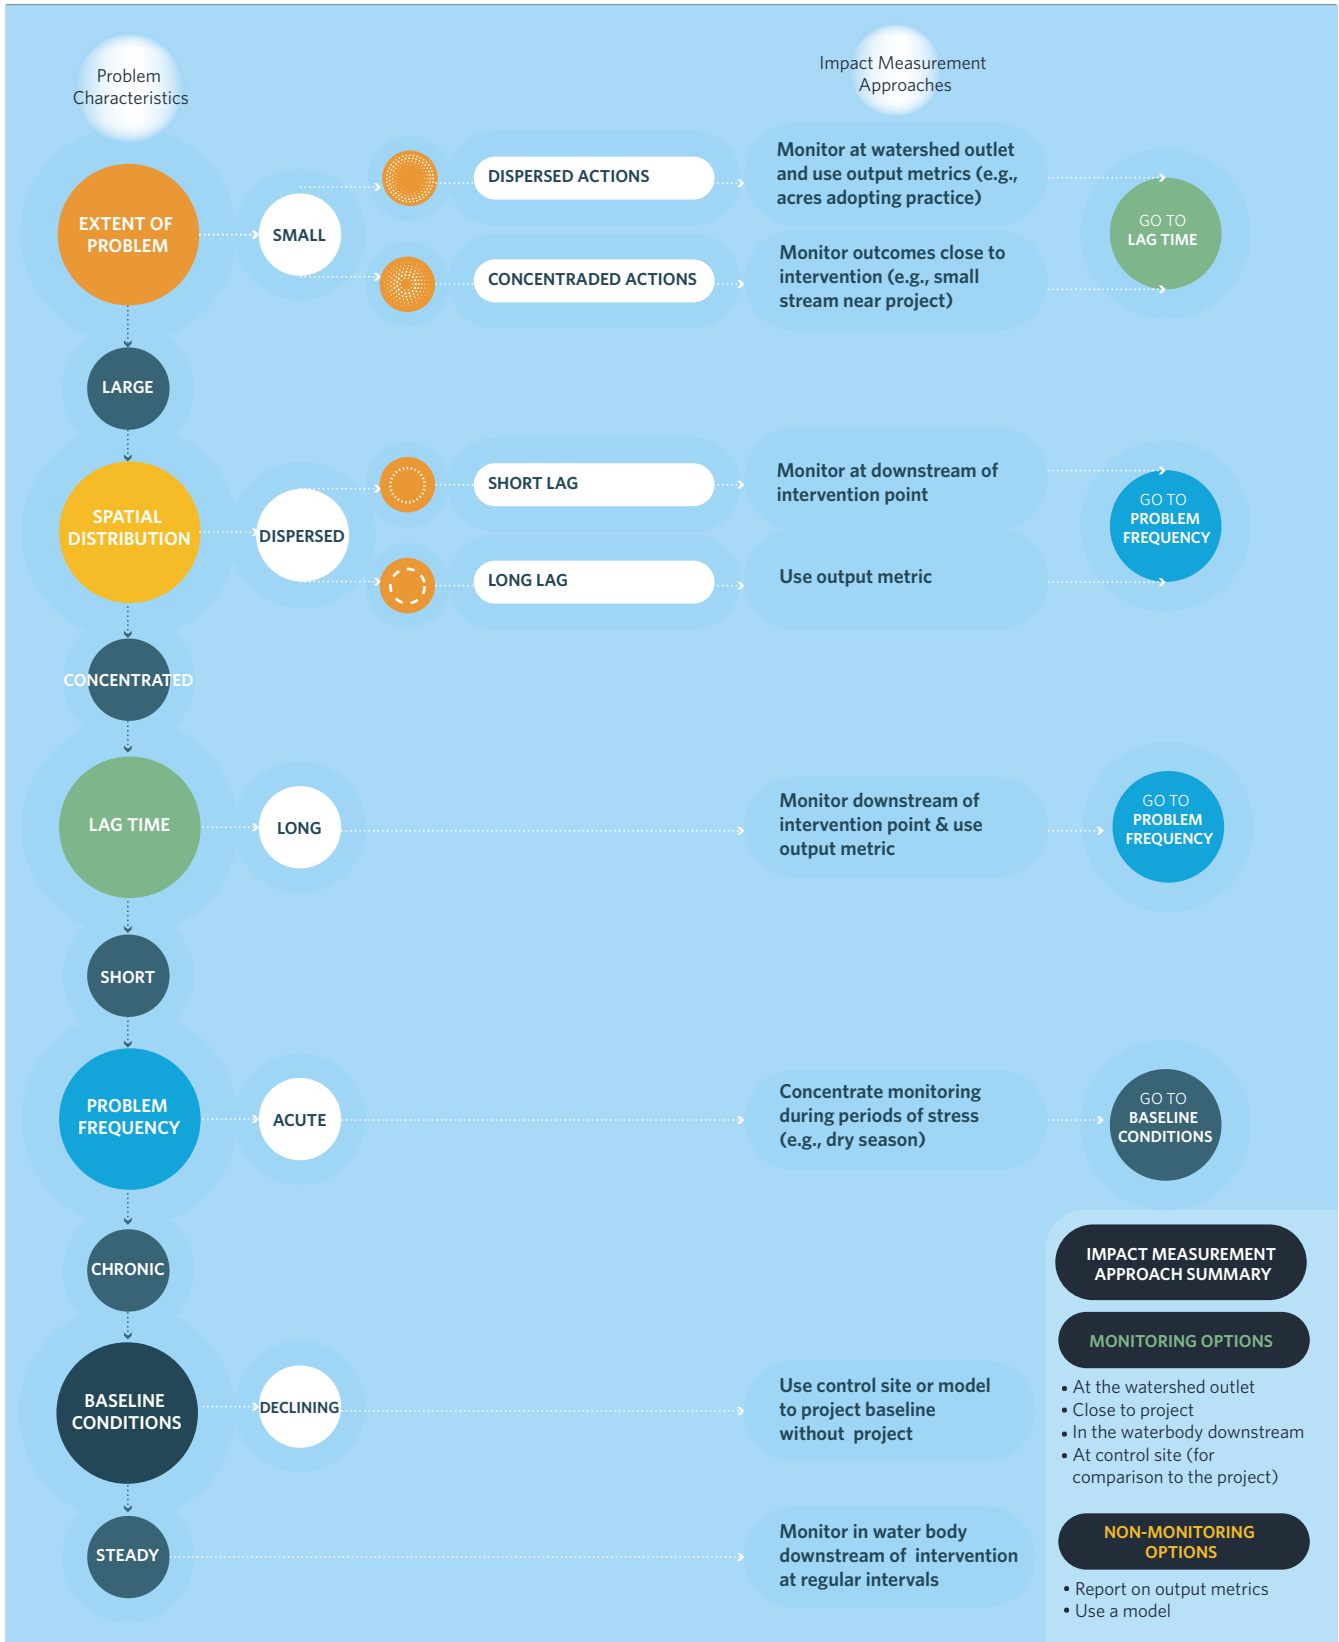 Problem
Characteristics
Impact Measurement
Approaches
EXTENT OF
PROBLEM
SMALL
DISPERSED ACTIONS
Monitor at watershed outlet
and use output metrics (e.g.,
acres adopting practice)
CONCENTRADED ACTIONS
Monitor outcomes close to
intervention (e.g., small
stream near project)
GO TO
LAG TIME
LARGE
SPATIAL
DISTRIBUTION
DISPERSED
SHORT LAG
Monitor at downstream of
intervention point
LONG LAG
Use output metric
GO TO
PROBLEM
FREQUENCY
CONCENTRATED
LAG TIME
LONG
Monitor downstream of
intervention point & use
output metric
GO TO
PROBLEM
FREQUENCY
SHORT
PROBLEM
FREQUENCY
ACUTE
Concentrate monitoring
during periods of stress
(e.g., dry season)
GO TO
BASELINE
CONDITIONS
CHRONIC
BASELINE
CONDITIONS
DECLINING
Use control site or model
to project baseline
without project
STEADY
Monitor in water body
downstream of intervention
at regular intervals
IMPACT MEASUREMENT
APPROACH SUMMARY
MONITORING OPTIONS
• At the watershed outlet
• Close to project
• In the waterbody downstream
• At control site (for
comparison to the project)
NON-MONITORING
OPTIONS
• Report on output metrics
• Use a model